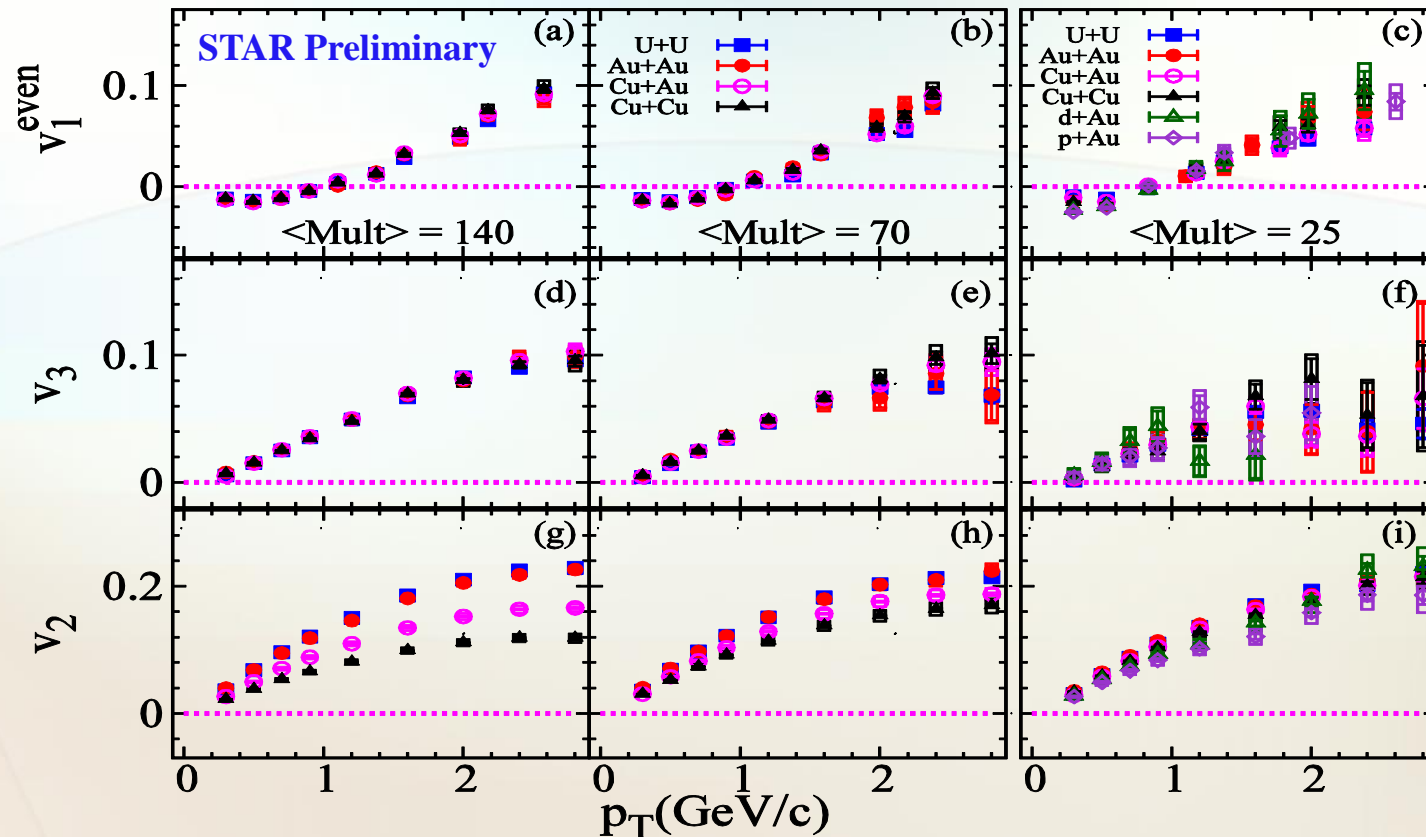 STAR Preliminary
(a)
(b)
(c)
U+U
Au+Au
Cu+Au
Cu+Cu
U+U
Au+Au
Cu+Au
Cu+Cu
d+Au
p+Au
v₁ᵉᵛᵉⁿ
0.1
0
<Mult> = 140
<Mult> = 70
<Mult> = 25
(d)
(e)
(f)
v₃
0.1
0
(g)
(h)
(i)
v₂
0.2
0
0 1 2
0 1 2
0 1 2
p_T(GeV/c)